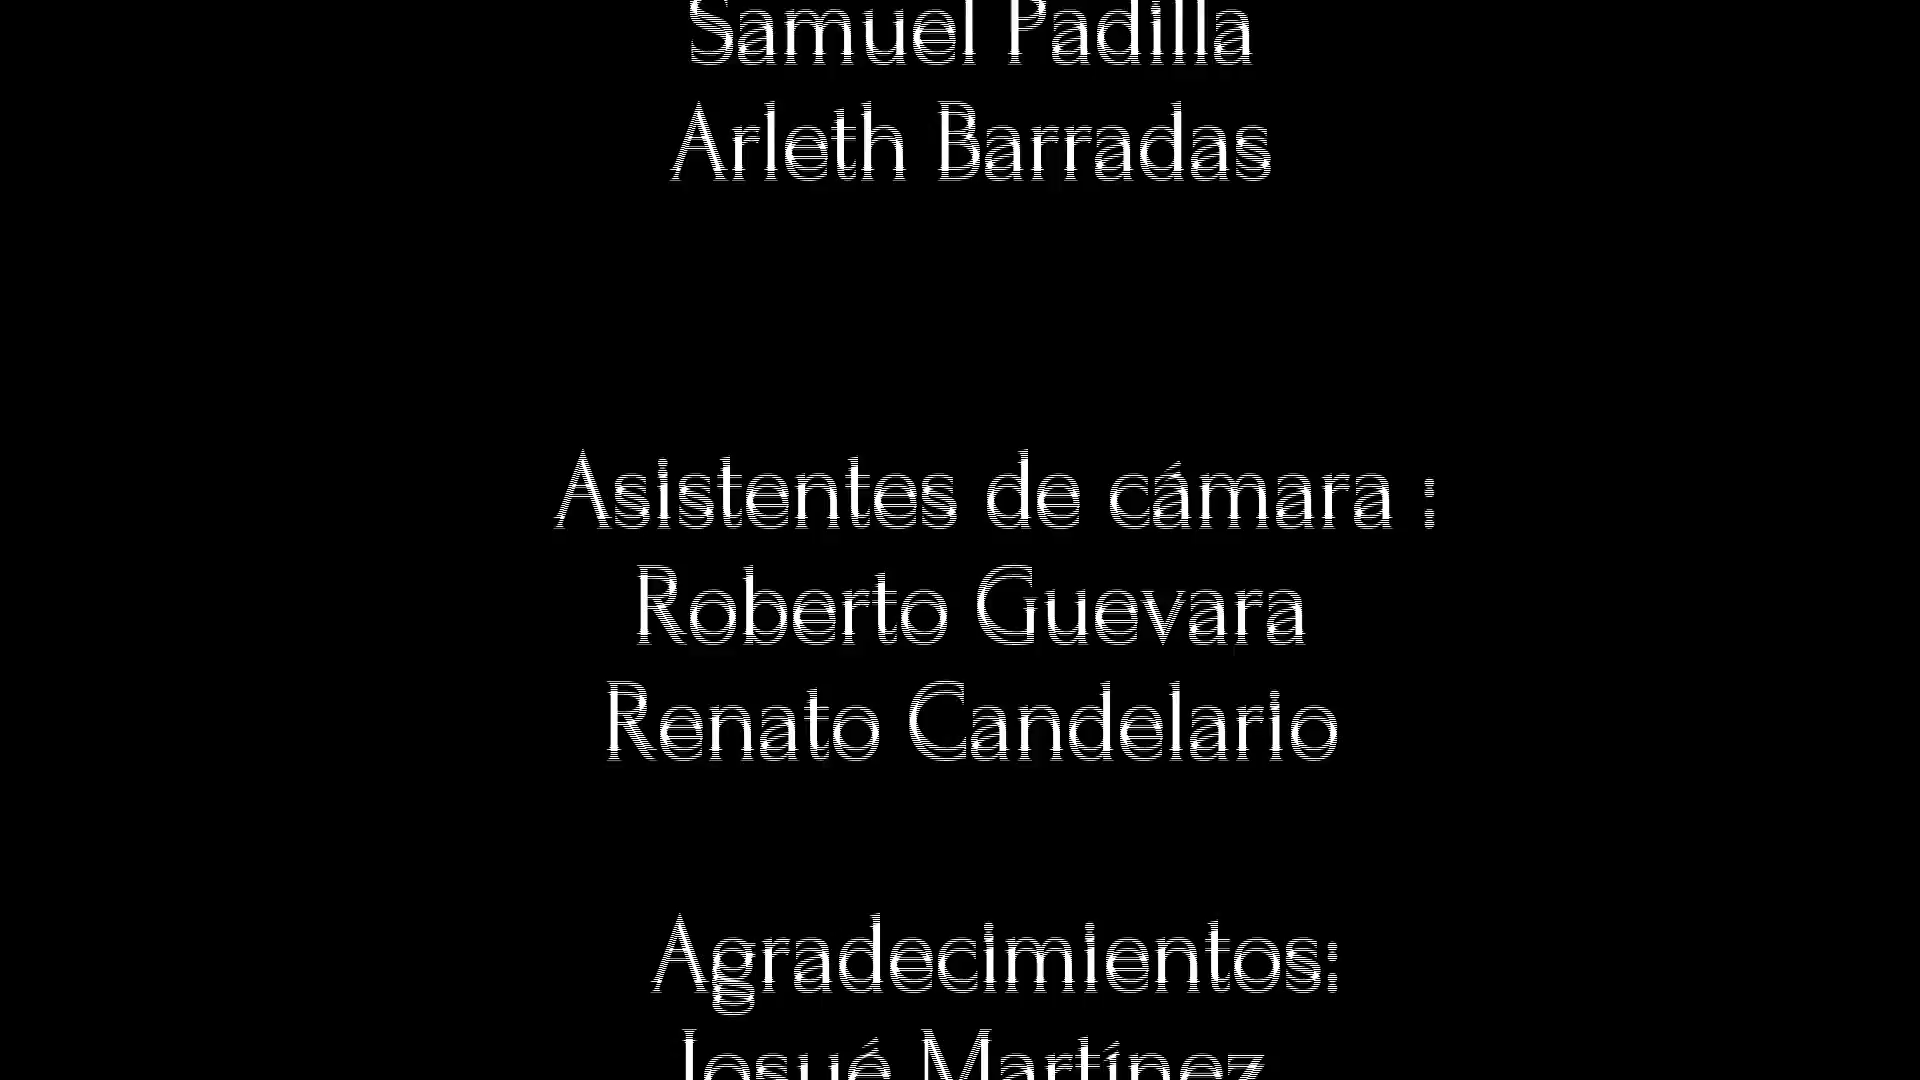 Samuel Padilla
Arleth Barradas
Asistentes de cámara :
Roberto Guevara
Renato Candelario
Agradecimientos:
Josué Martínez